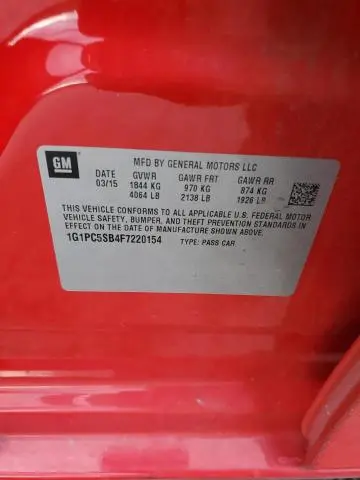 GM
MFD BY GENERAL MOTORS LLC
DATE GVWR GAWR FRT GAWR RR
03/15 1844 KG 970 KG 874 KG
4064 LB 2138 LB 1926 LB
THIS VEHICLE CONFORMS TO ALL APPLICABLE U.S. FEDERAL MOTOR
VEHICLE SAFETY, BUMPER, AND THEFT PREVENTION STANDARDS IN
EFFECT ON THE DATE OF MANUFACTURE SHOWN ABOVE.
1G1PC5SB4F7220154 TYPE: PASS CAR